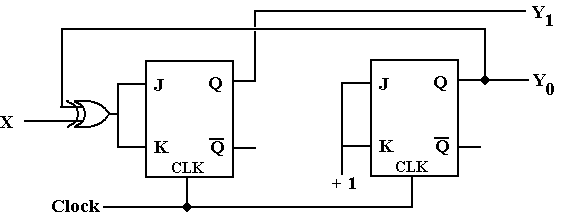 Y1
J Q J Q Y0
X
K Q̅ K Q̅
CLK CLK
+ 1
Clock